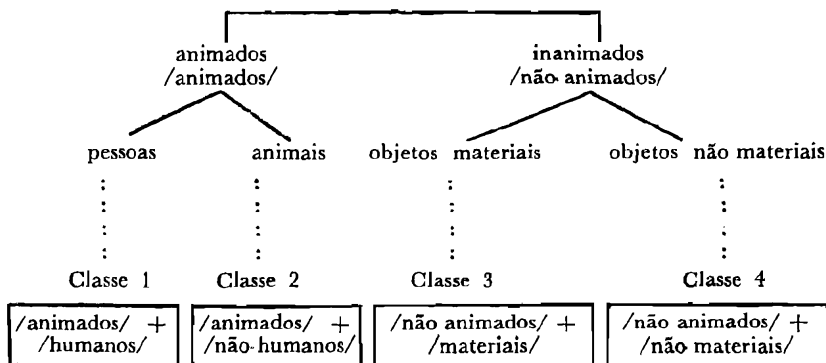 animados inanimados
/animados/ /não animados/
pessoas animais objetos materiais objetos não materiais
Classe 1 Classe 2 Classe 3 Classe 4
/animados/ + /animados/ + /não animados/ + /não animados/ +
/humanos/ /não humanos/ /materiais/ /não materiais/